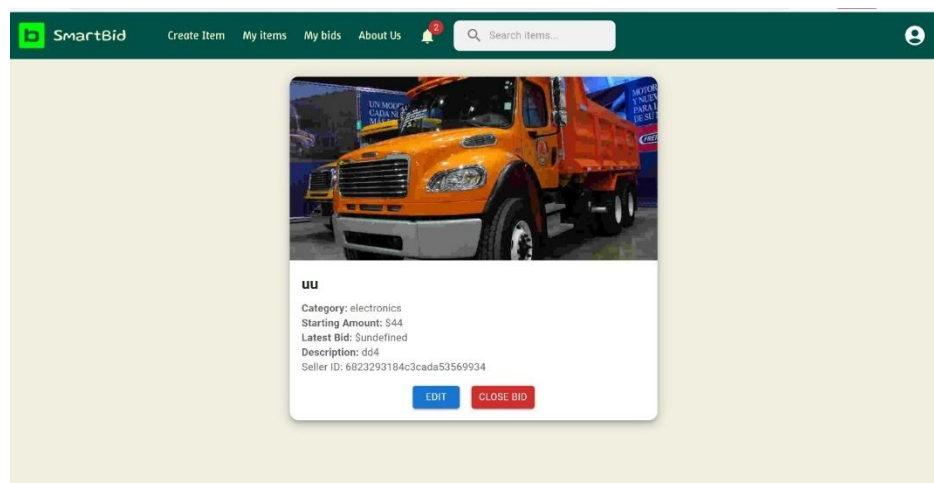 b SmartBid Create Item My items My bids About Us 2 Search items...
UN MODO
CADA
MÁS
MOTOR
Y NUEV
PARA L
DE SU
uu
Category: electronics
Starting Amount: $44
Latest Bid: $undefined
Description: dd4
Seller ID: 6823293184c3cada53569934
EDIT CLOSE BID